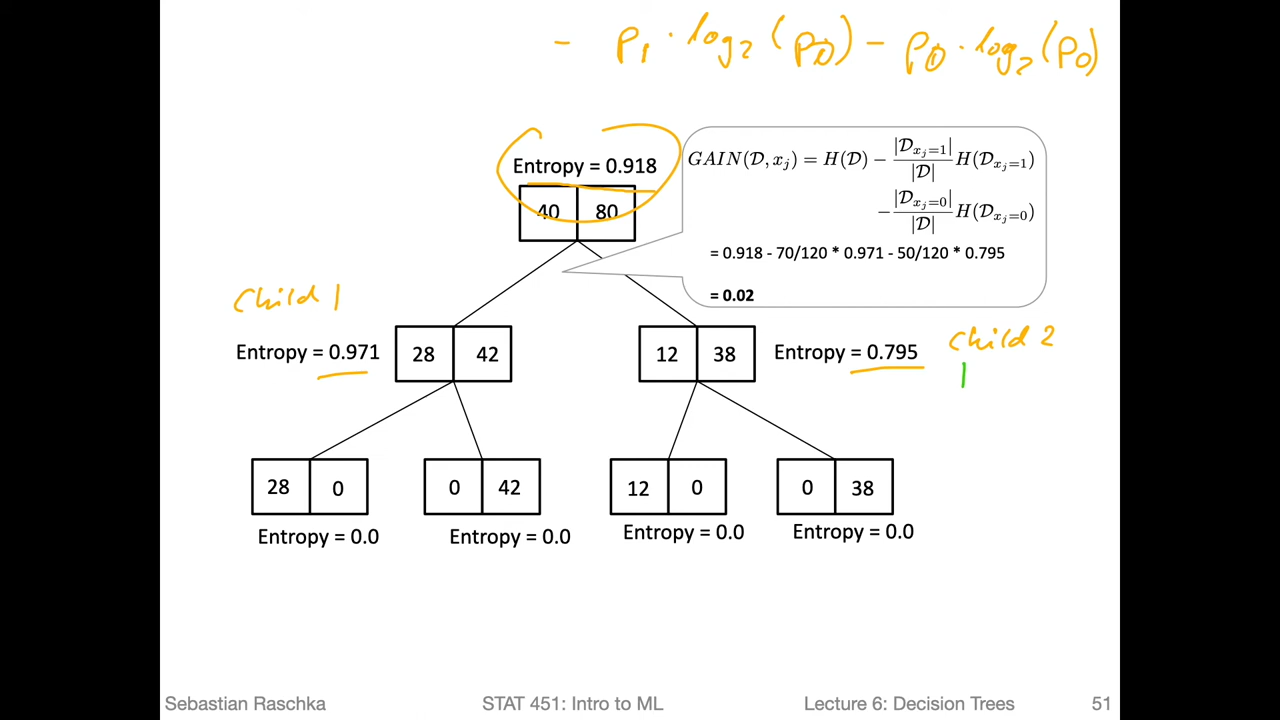 - p1 · log2 (p0) - p0 · log2 (p0)
Entropy = 0.918
40 80
GAIN(D, xj) = H(D) − |Dxj=1| / |D| H(Dxj=1)
− |Dxj=0| / |D| H(Dxj=0)
= 0.918 - 70/120 * 0.971 - 50/120 * 0.795
= 0.02
Child 1
Child 2
Entropy = 0.971
28 42
12 38
Entropy = 0.795
28 0
0 42
12 0
0 38
Entropy = 0.0
Entropy = 0.0
Entropy = 0.0
Entropy = 0.0
Sebastian Raschka
STAT 451: Intro to ML
Lecture 6: Decision Trees
51